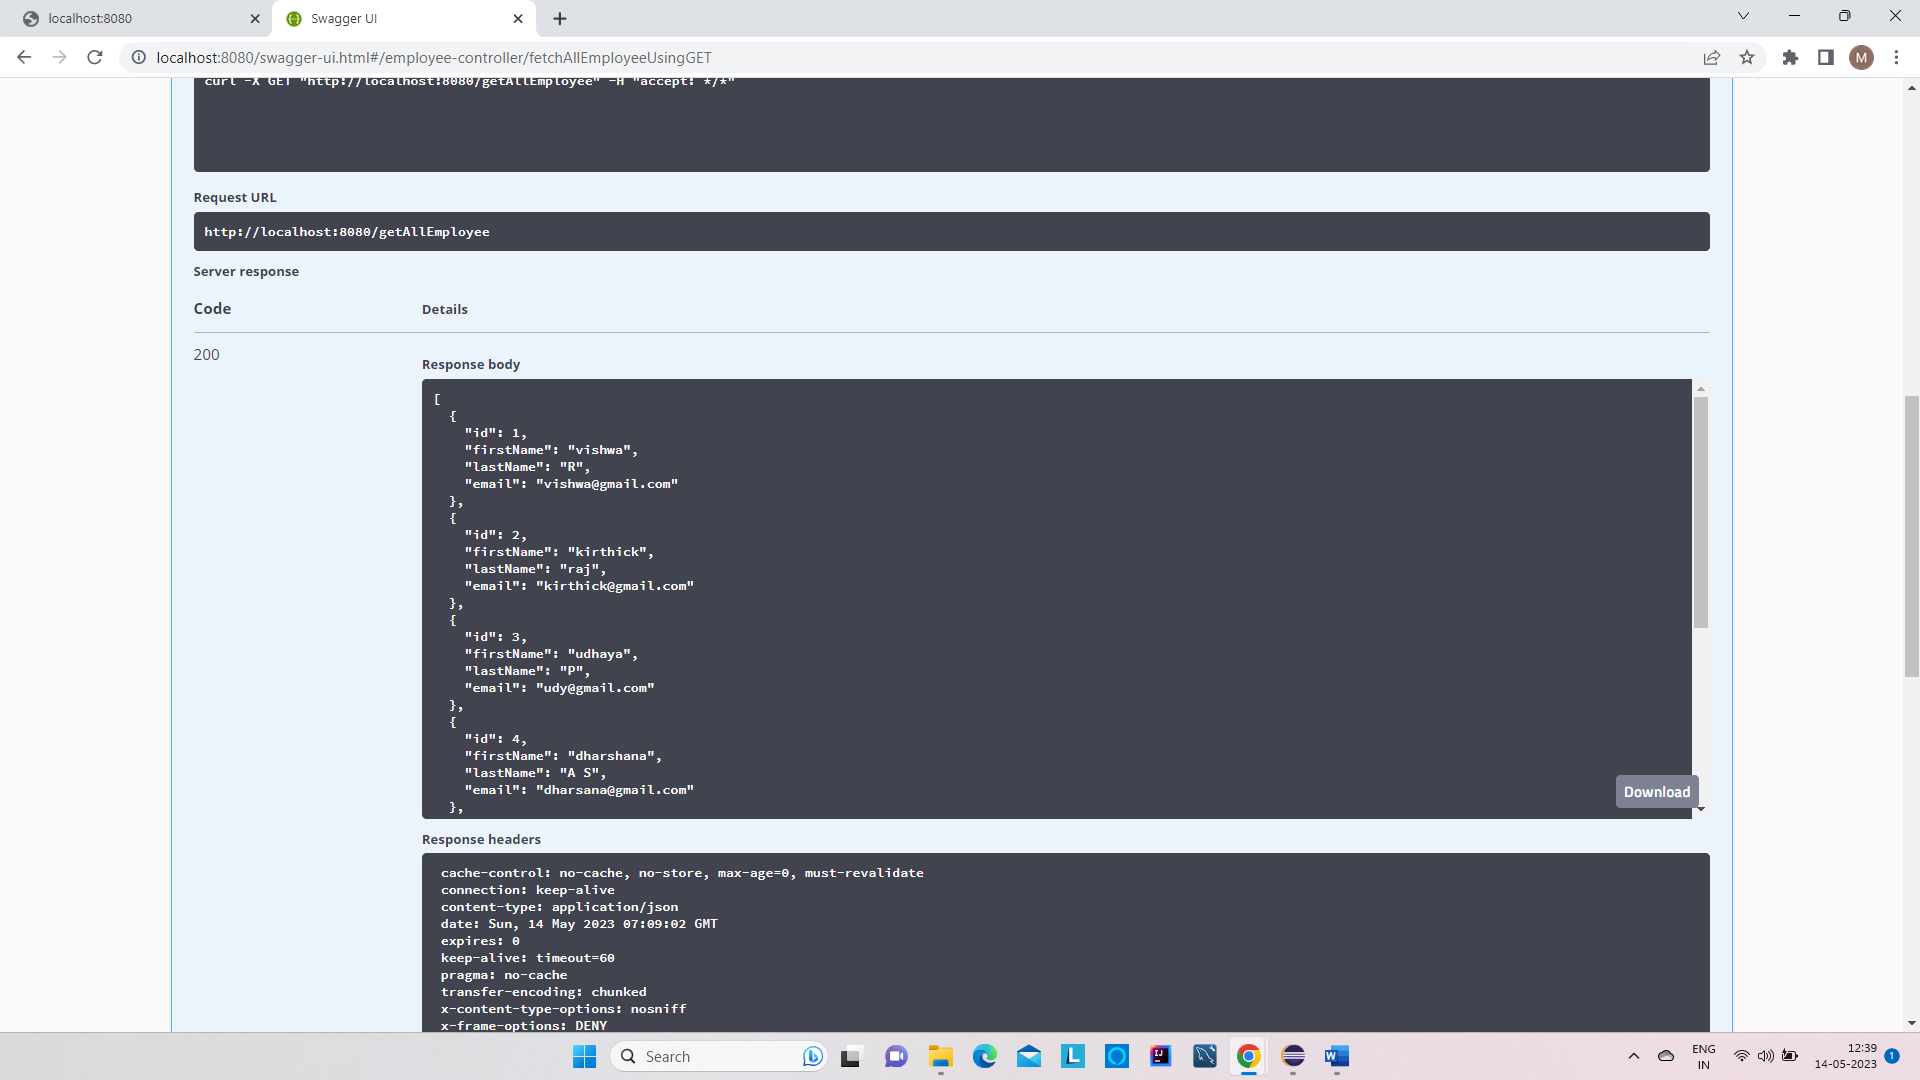 localhost:8080
Swagger UI
localhost:8080/swagger-ui.html#/employee-controller/fetchAllEmployeeUsingGET
M
curl -X GET "http://localhost:8080/getAllEmployee" -H "accept: */*"
Request URL
http://localhost:8080/getAllEmployee
Server response
Code Details
200
Response body
[
{
"id": 1,
"firstName": "vishwa",
"lastName": "R",
"email": "vishwa@gmail.com"
},
{
"id": 2,
"firstName": "kirthick",
"lastName": "raj",
"email": "kirthick@gmail.com"
},
{
"id": 3,
"firstName": "udhaya",
"lastName": "P",
"email": "udy@gmail.com"
},
{
"id": 4,
"firstName": "dharshana",
"lastName": "A S",
"email": "dharsana@gmail.com"
},
Download
Response headers
cache-control: no-cache, no-store, max-age=0, must-revalidate
connection: keep-alive
content-type: application/json
date: Sun, 14 May 2023 07:09:02 GMT
expires: 0
keep-alive: timeout=60
pragma: no-cache
transfer-encoding: chunked
x-content-type-options: nosniff
x-frame-options: DENY
Search
L
IJ
W
ENG
IN
12:39
14-05-2023
1